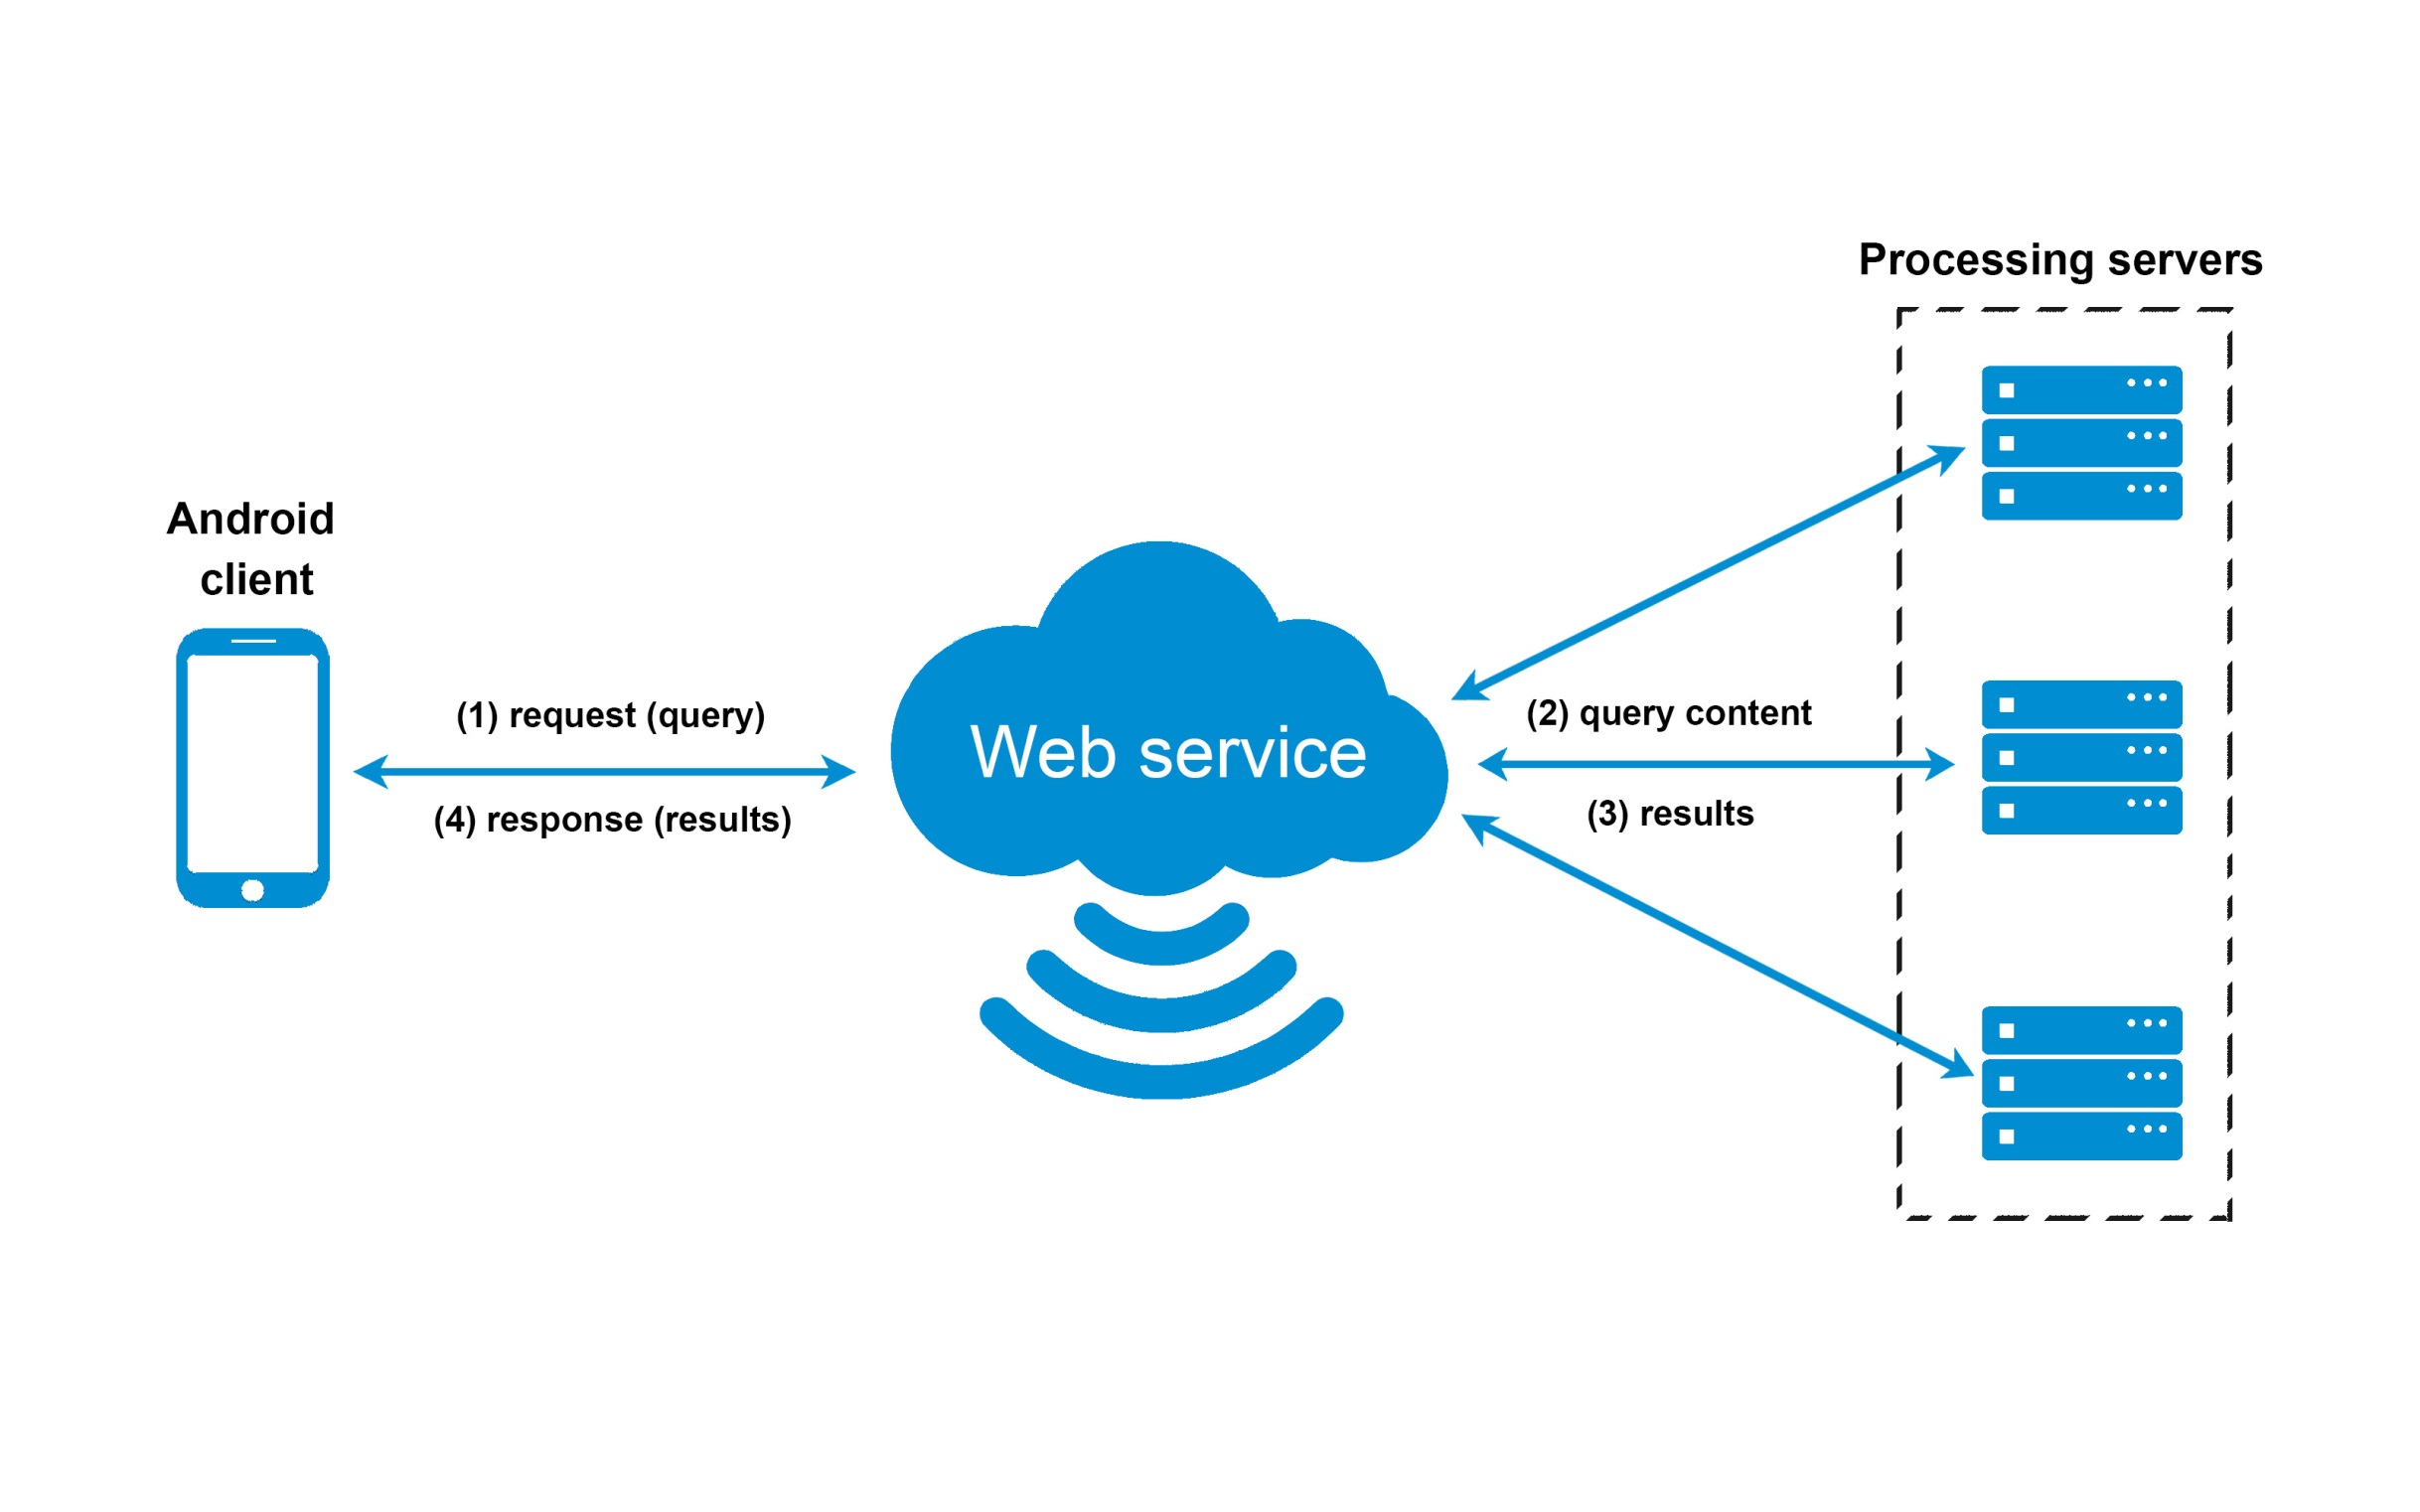 Processing servers
Android
client
(1) request (query)
(4) response (results)
Web service
(2) query content
(3) results